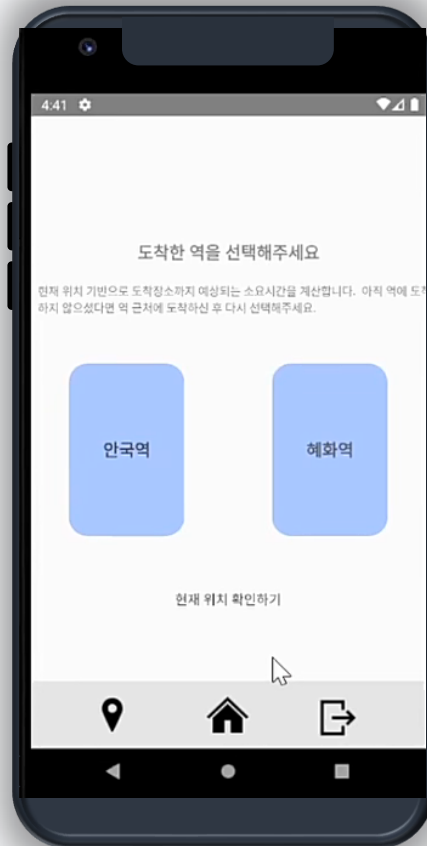 4:41
도착한 역을 선택해주세요
현재 위치 기반으로 도착장소까지 예상되는 소요시간을 계산합니다. 아직 역에 도착
하지 않으셨다면 역 근처에 도착하신 후 다시 선택해주세요.
안국역
혜화역
현재 위치 확인하기